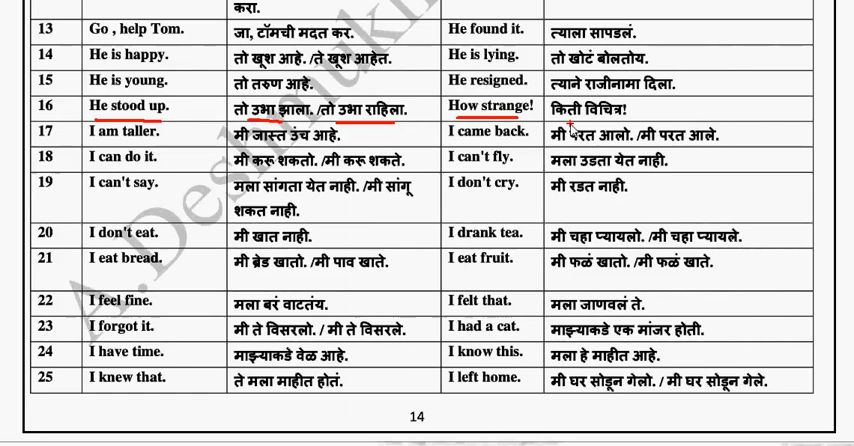 करा.
13 Go , help Tom. जा, टॉमची मदत कर. He found it. त्याला सापडलं.
14 He is happy. तो खूश आहे. /ते खूश आहेत. He is lying. तो खोटं बोलतोय.
15 He is young. तो तरुण आहे. He resigned. त्याने राजीनामा दिला.
16 He stood up. तो उभा झाला. /तो उभा राहिला. How strange! किती विचित्र!
17 I am taller. मी जास्त उंच आहे. I came back. मी परत आलो. /मी परत आले.
18 I can do it. मी करू शकतो. /मी करू शकते. I can't fly. मला उडता येत नाही.
19 I can't say. मला सांगता येत नाही. /मी सांगू I don't cry. मी रडत नाही.
शकत नाही.
20 I don't eat. मी खात नाही. I drank tea. मी चहा प्यायलो. /मी चहा प्यायले.
21 I eat bread. मी ब्रेड खातो. /मी पाव खाते. I eat fruit. मी फळं खातो. /मी फळं खाते.
22 I feel fine. मला बरं वाटतंय. I felt that. मला जाणवलं ते.
23 I forgot it. मी ते विसरलो. / मी ते विसरले. I had a cat. माझ्याकडे एक मांजर होती.
24 I have time. माझ्याकडे वेळ आहे. I know this. मला हे माहीत आहे.
25 I knew that. ते मला माहीत होतं. I left home. मी घर सोडून गेलो. / मी घर सोडून गेले.
A.Deshmukh
14